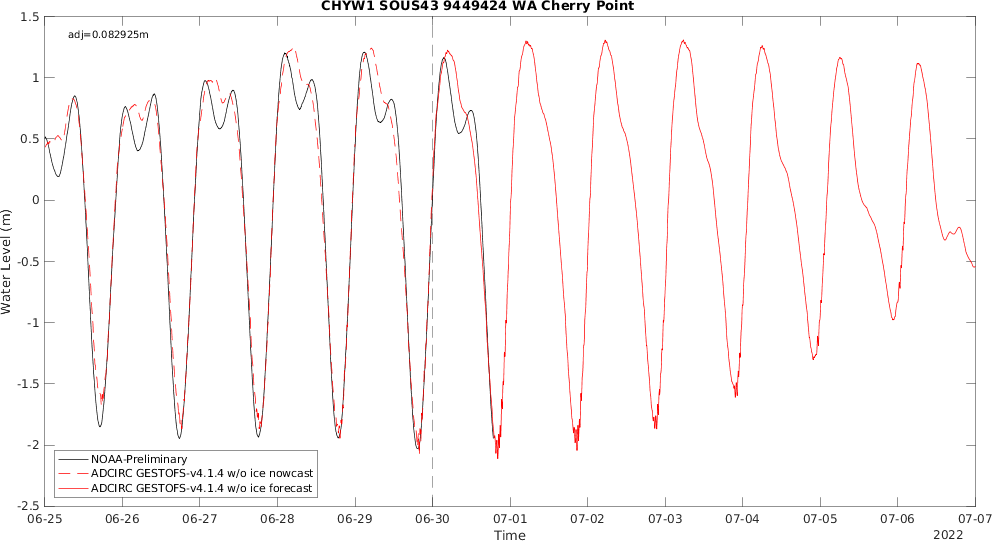 CHYW1 SOUS43 9449424 WA Cherry Point
adj=0.082925m
1.5
1
0.5
0
-0.5
-1
-1.5
-2
-2.5
Water Level (m)
NOAA-Preliminary
ADCIRC GESTOFS-v4.1.4 w/o ice nowcast
ADCIRC GESTOFS-v4.1.4 w/o ice forecast
06-25 06-26 06-27 06-28 06-29 06-30 07-01 07-02 07-03 07-04 07-05 07-06 07-07
Time
2022